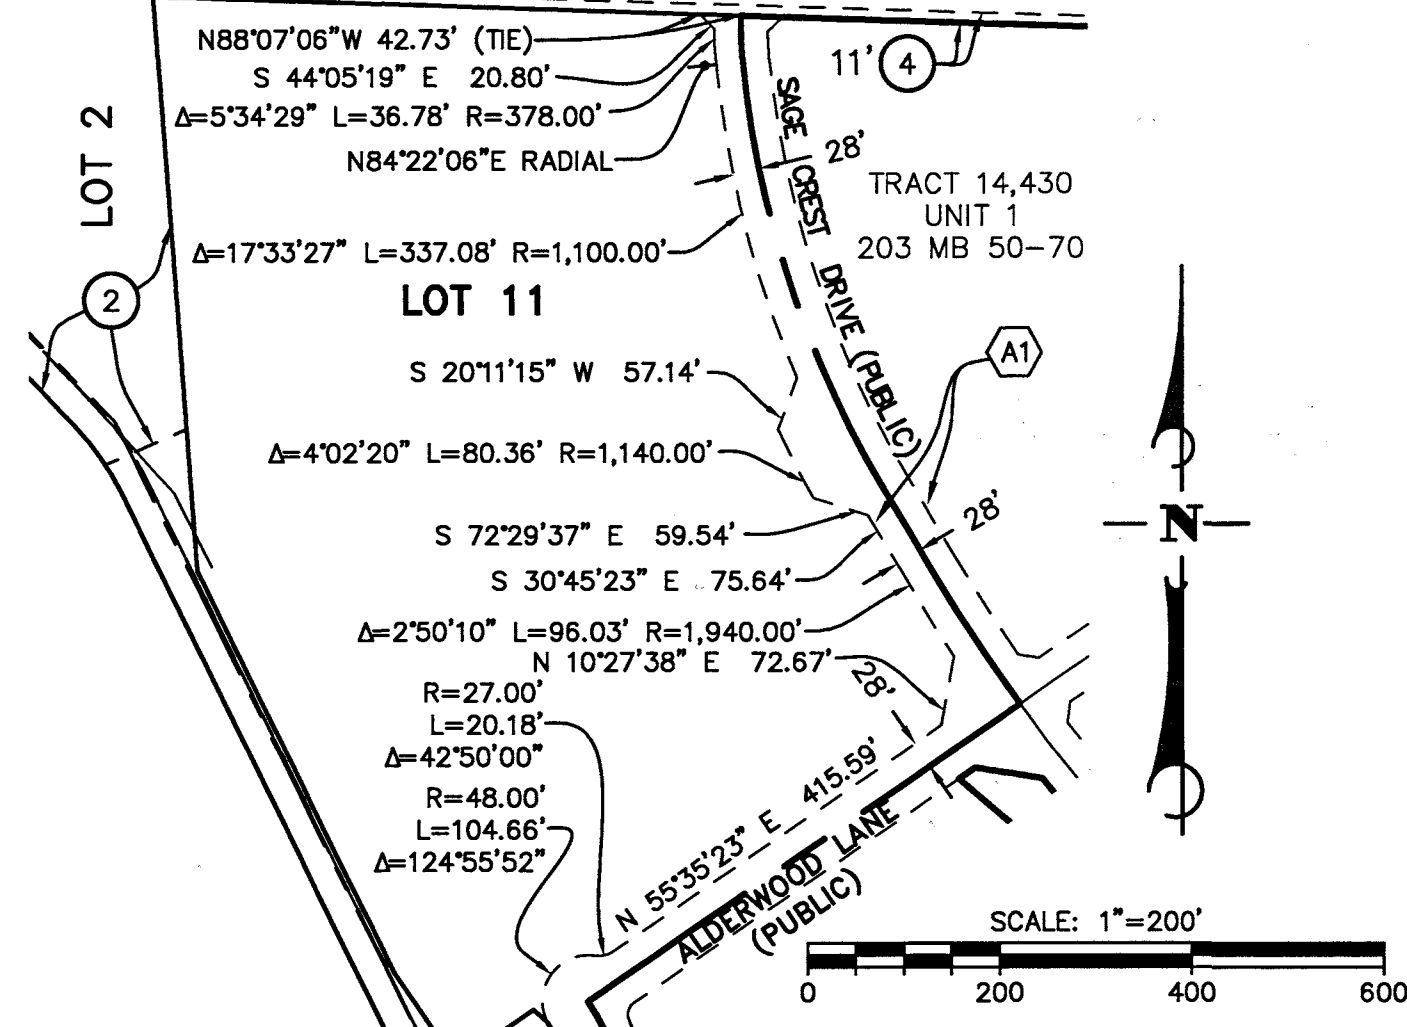 N88°07'06"W 42.73' (TIE)
S 44°05'19" E 20.80'
Δ=5°34'29" L=36.78' R=378.00'
N84°22'06"E RADIAL
11' 4
LOT 2
SAGE CREST DRIVE (PUBLIC)
28'
TRACT 14,430
UNIT 1
203 MB 50-70
Δ=17°33'27" L=337.08' R=1,100.00'
2
LOT 11
A1
S 20°11'15" W 57.14'
Δ=4°02'20" L=80.36' R=1,140.00'
28'
S 72°29'37" E 59.54'
N
S 30°45'23" E 75.64'
Δ=2°50'10" L=96.03' R=1,940.00'
N 10°27'38" E 72.67'
28'
R=27.00'
L=20.18'
Δ=42°50'00"
R=48.00'
L=104.66'
Δ=124°55'52"
N 55°35'23" E 415.59'
ALDERWOOD LANE
(PUBLIC)
SCALE: 1"=200'
0 200 400 600